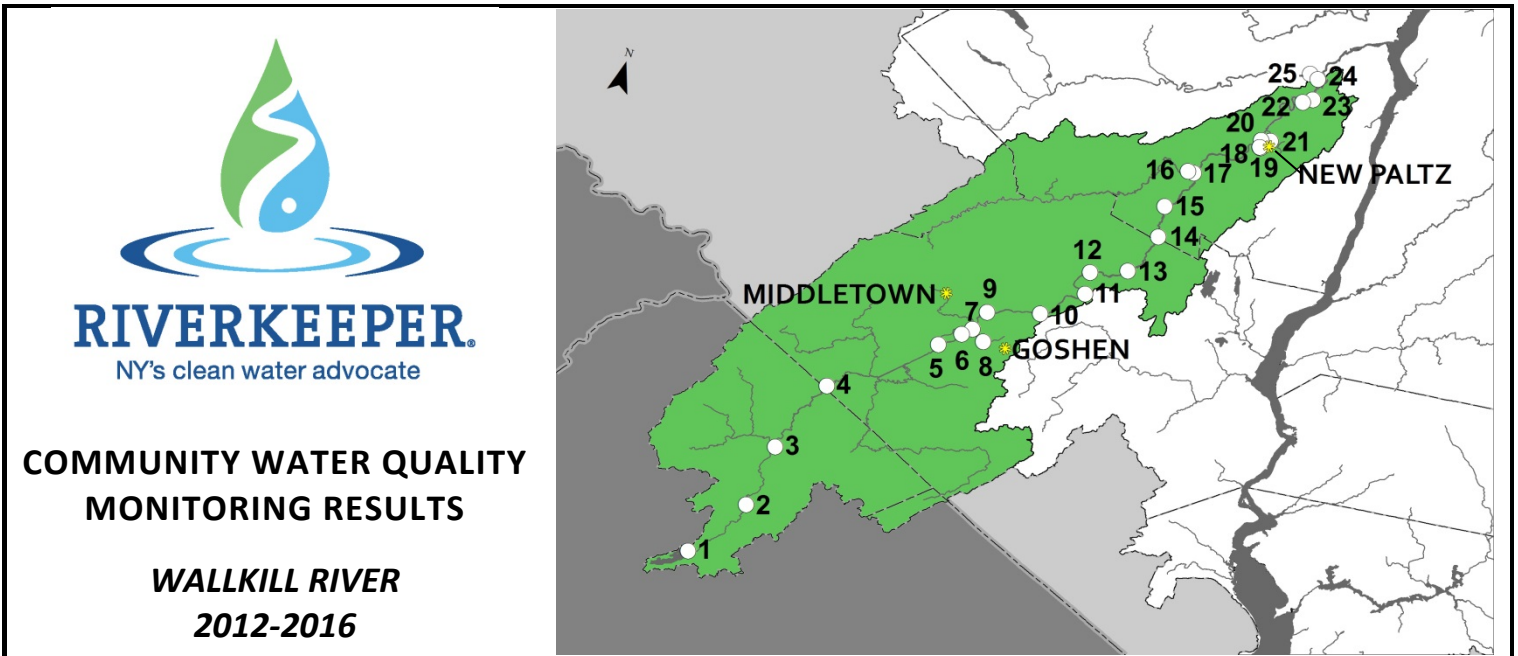 RIVERKEEPER.
NY's clean water advocate
COMMUNITY WATER QUALITY
MONITORING RESULTS
WALLKILL RIVER
2012-2016
N
25
24
22
23
20
21
18
19
NEW PALTZ
16
17
15
14
12
13
MIDDLETOWN
9
11
10
7
GOSHEN
5
6
8
4
3
2
1